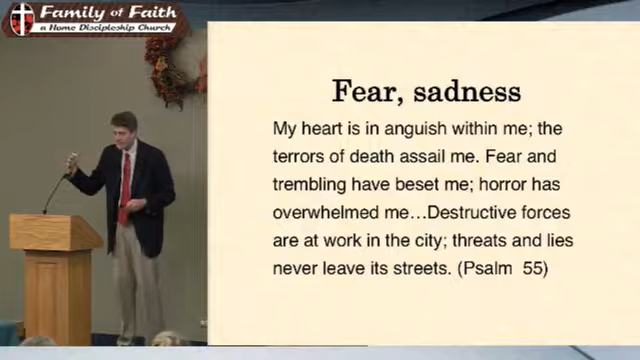 Family of Faith
a Home Discipleship Church
Fear, sadness
My heart is in anguish within me; the
terrors of death assail me. Fear and
trembling have beset me; horror has
overwhelmed me…Destructive forces
are at work in the city; threats and lies
never leave its streets. (Psalm 55)